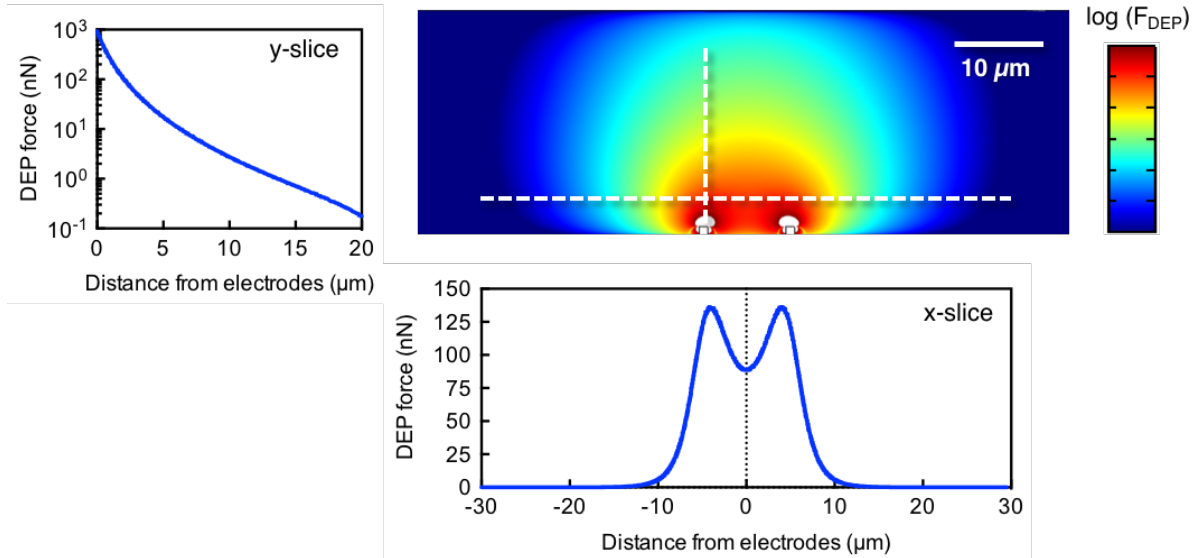 y-slice
DEP force (nN)
10³
10²
10¹
10⁰
10⁻¹
0 5 10 15 20
Distance from electrodes (µm)
10 µm
log (F_DEP)
x-slice
DEP force (nN)
150
125
100
75
50
25
0
-30 -20 -10 0 10 20 30
Distance from electrodes (µm)